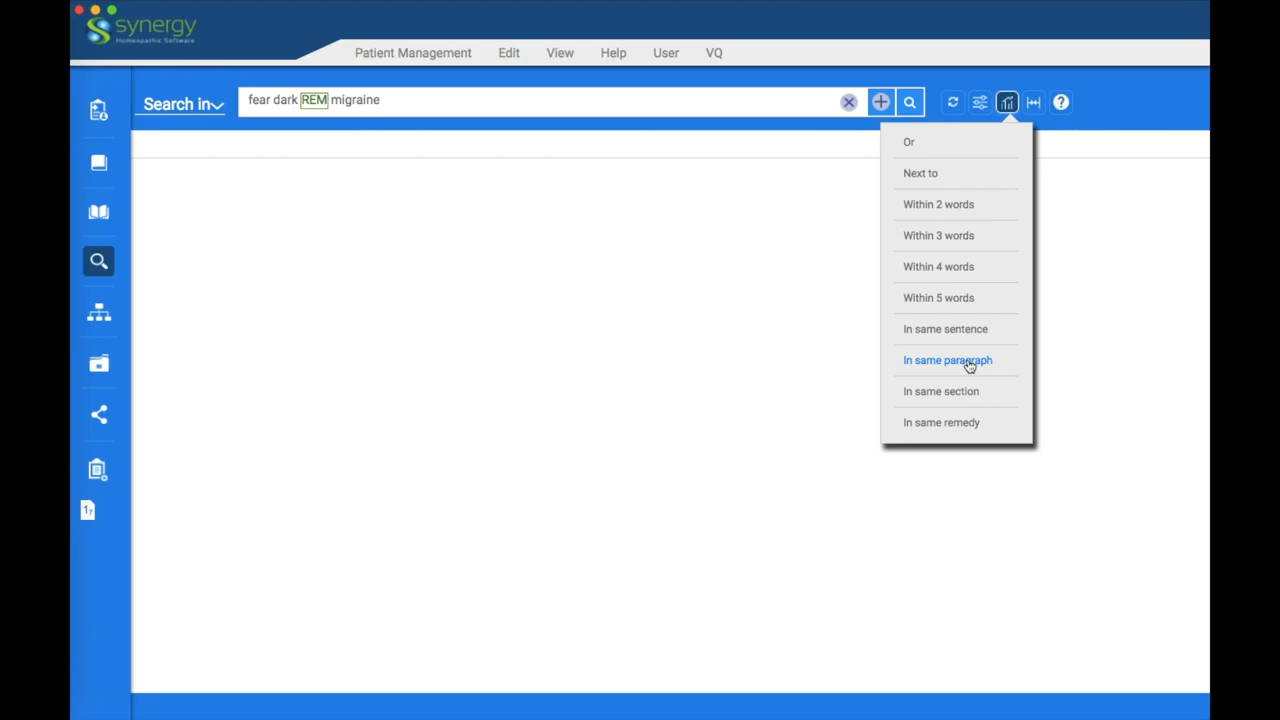 synergy
Homeopathic Software
Patient Management Edit View Help User VQ
Search in
fear dark REM migraine
?
Or
Next to
Within 2 words
Within 3 words
Within 4 words
Within 5 words
In same sentence
In same paragraph
In same section
In same remedy
17